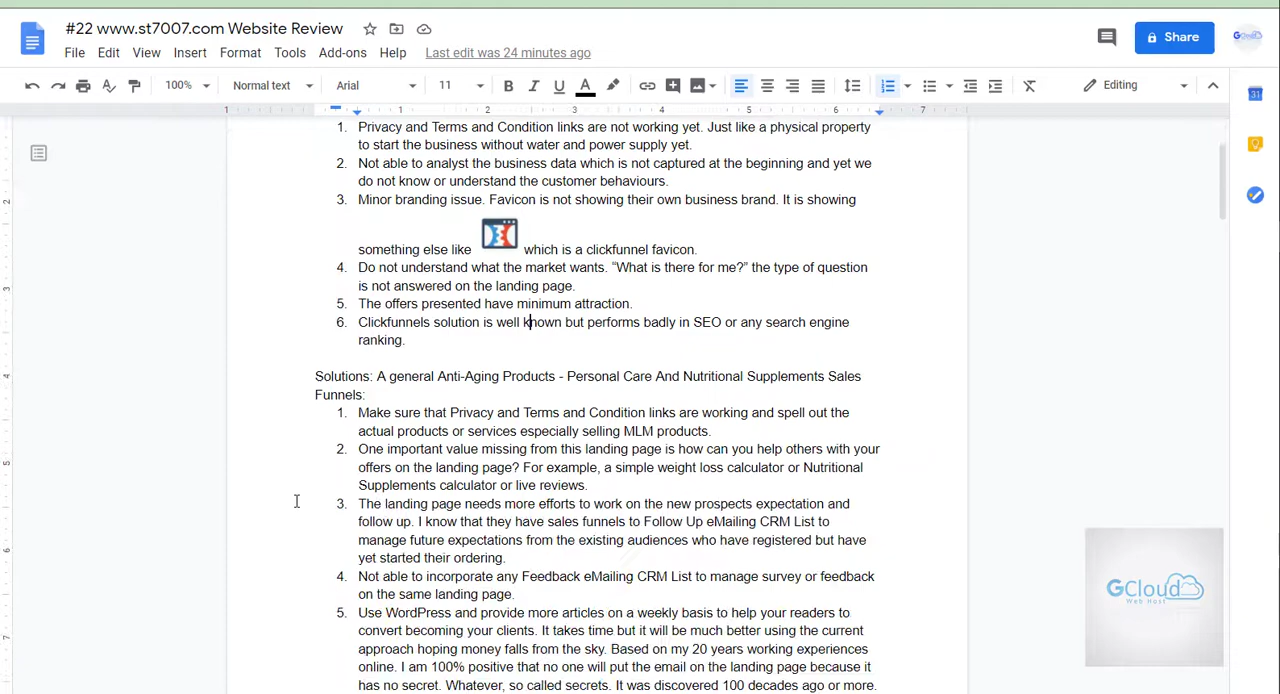 #22 www.st7007.com Website Review
File Edit View Insert Format Tools Add-ons Help Last edit was 24 minutes ago
Share
GCloud
100% Normal text Arial 11 B I U A Editing
1 1 2 3 4 5 6 7
31
1. Privacy and Terms and Condition links are not working yet. Just like a physical property
to start the business without water and power supply yet.
2. Not able to analyst the business data which is not captured at the beginning and yet we
do not know or understand the customer behaviours.
3. Minor branding issue. Favicon is not showing their own business brand. It is showing
something else like which is a clickfunnel favicon.
4. Do not understand what the market wants. “What is there for me?” the type of question
is not answered on the landing page.
5. The offers presented have minimum attraction.
6. Clickfunnels solution is well known but performs badly in SEO or any search engine
ranking.
Solutions: A general Anti-Aging Products - Personal Care And Nutritional Supplements Sales
Funnels:
1. Make sure that Privacy and Terms and Condition links are working and spell out the
actual products or services especially selling MLM products.
2. One important value missing from this landing page is how can you help others with your
offers on the landing page? For example, a simple weight loss calculator or Nutritional
Supplements calculator or live reviews.
3. The landing page needs more efforts to work on the new prospects expectation and
follow up. I know that they have sales funnels to Follow Up eMailing CRM List to
manage future expectations from the existing audiences who have registered but have
yet started their ordering.
4. Not able to incorporate any Feedback eMailing CRM List to manage survey or feedback
on the same landing page.
5. Use WordPress and provide more articles on a weekly basis to help your readers to
convert becoming your clients. It takes time but it will be much better using the current
approach hoping money falls from the sky. Based on my 20 years working experiences
online. I am 100% positive that no one will put the email on the landing page because it
has no secret. Whatever, so called secrets. It was discovered 100 decades ago or more.
2
3
4
5
6
7
GCloud
Web Host